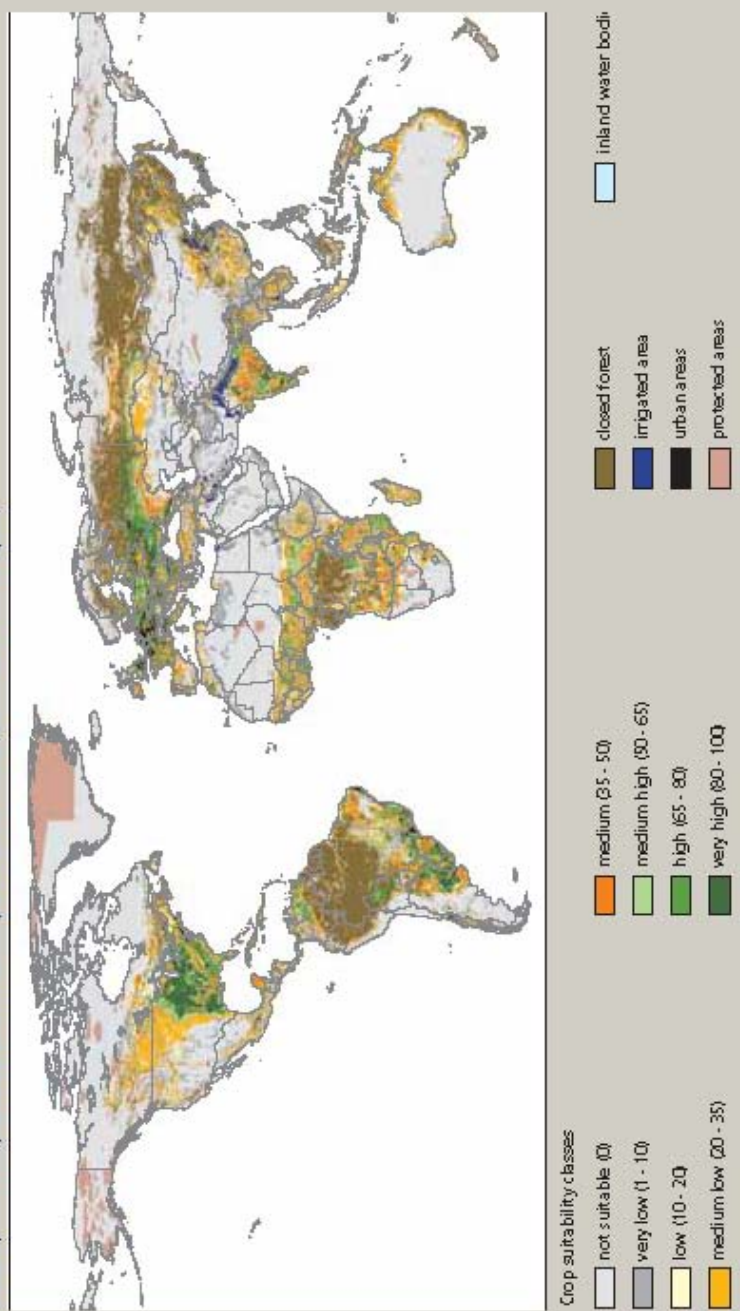 Crop suitability classes
not suitable (0)
very low (1 - 10)
low (10 - 20)
medium low (20 - 35)
medium (35 - 50)
medium high (50 - 65)
high (65 - 80)
very high (80 - 100)
closed forest
irrigated area
urban areas
protected areas
inland water bodi